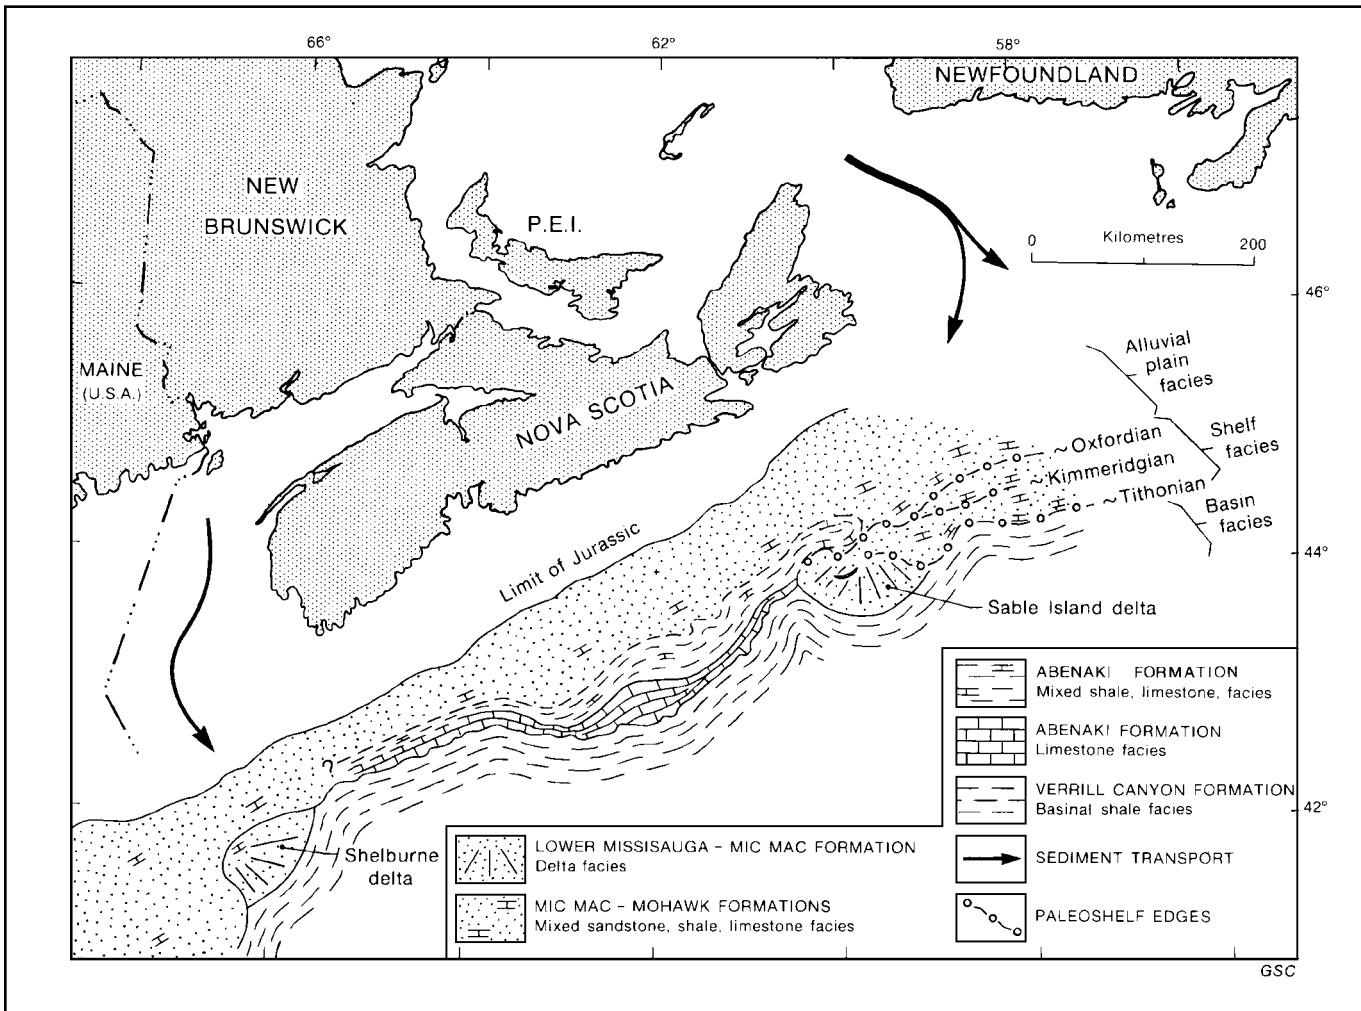 66°
62°
58°
NEWFOUNDLAND
NEW
BRUNSWICK
P.E.I.
0 Kilometres 200
46°
MAINE
(U.S.A.)
NOVA SCOTIA
Alluvial
plain
facies
Shelf
facies
~Oxfordian
~Kimmeridgian
~Tithonian
Basin
facies
44°
Limit of Jurassic
Sable Island delta
?
42°
Shelburne
delta
ABENAKI FORMATION
Mixed shale, limestone, facies
ABENAKI FORMATION
Limestone facies
VERRILL CANYON FORMATION
Basinal shale facies
SEDIMENT TRANSPORT
PALEOSHELF EDGES
LOWER MISSISAUGA – MIC MAC FORMATION
Delta facies
MIC MAC – MOHAWK FORMATIONS
Mixed sandstone, shale, limestone facies
GSC